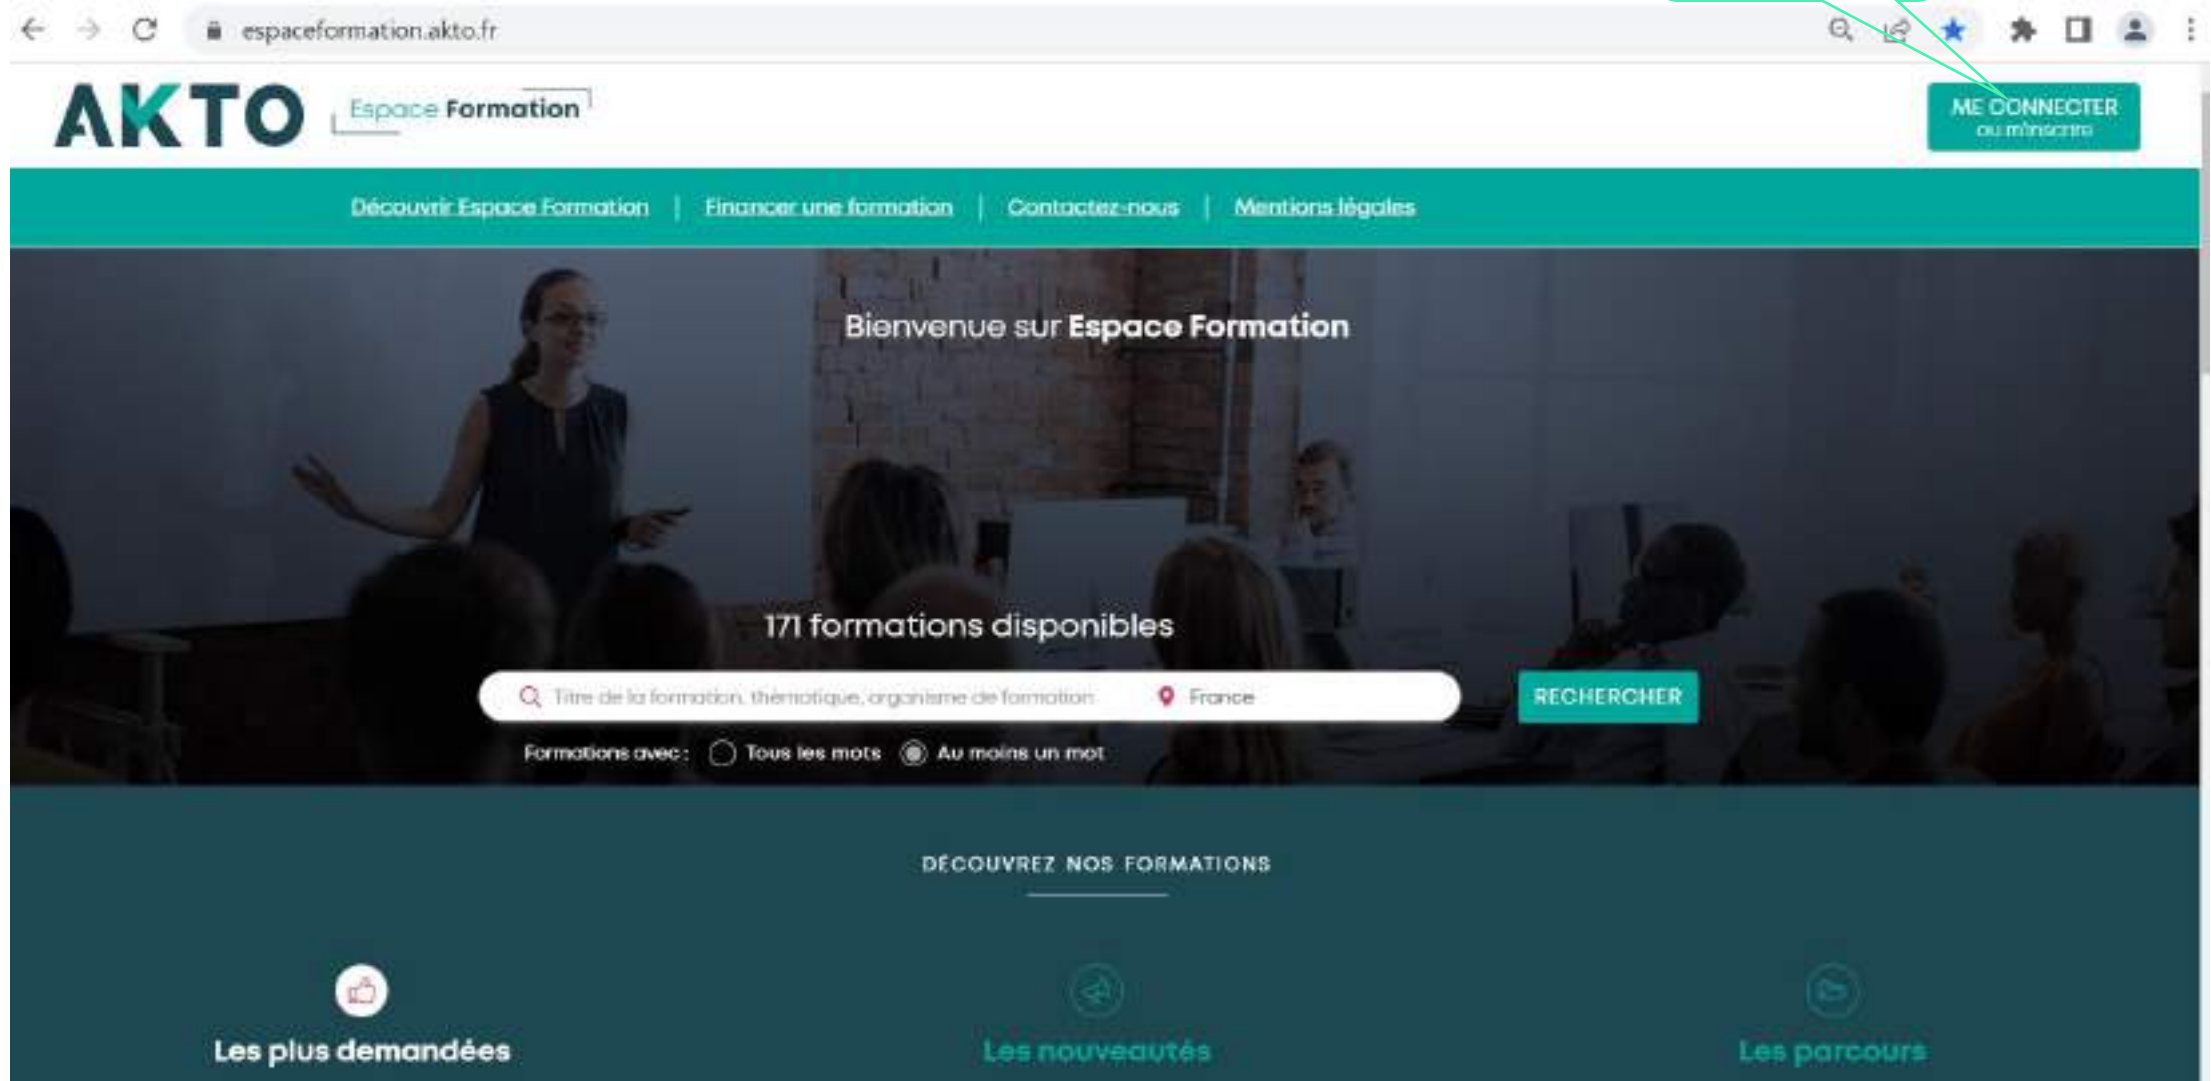 espaceformation.akto.fr
AKTO
Espace Formation
ME CONNECTER
ou m'inscrire
Découvrir Espace Formation | Financer une formation | Contactez-nous | Mentions légales
Bienvenue sur Espace Formation
171 formations disponibles
Titre de la formation, thématique, organisme de formation France RECHERCHER
Formations avec : Tous les mots Au moins un mot
DÉCOUVREZ NOS FORMATIONS
Les plus demandées Les nouveautés Les parcours